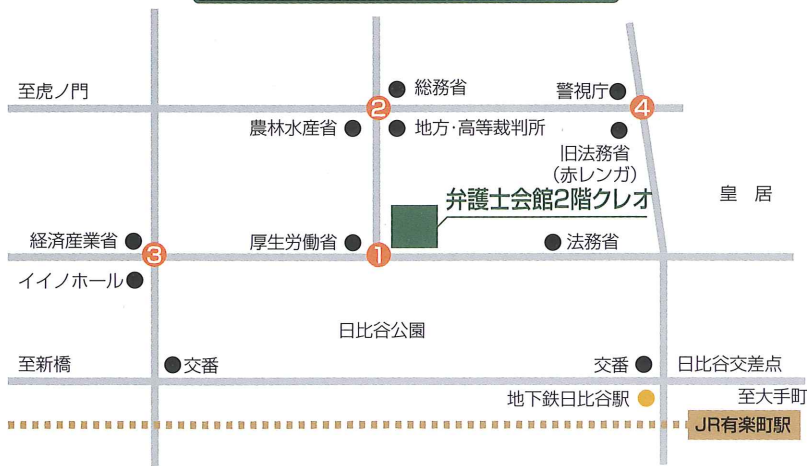 総務省
警視庁
至虎ノ門
②
④
農林水産省
地方・高等裁判所
旧法務省
(赤レンガ)
皇 居
弁護士会館2階クレオ
経済産業省
厚生労働省
法務省
③
①
イイノホール
日比谷公園
至新橋
交番
交番
日比谷交差点
地下鉄日比谷駅
至大手町
JR有楽町駅